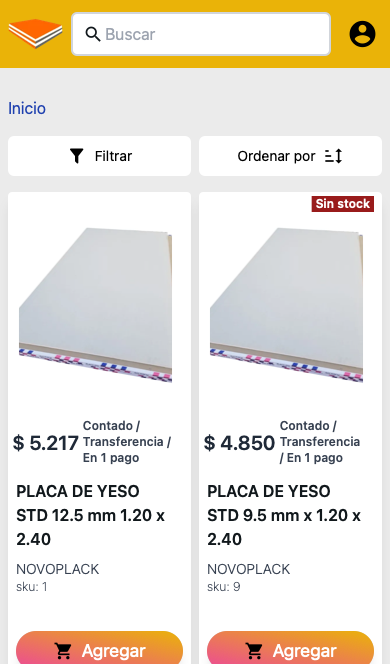 Buscar
Inicio
Filtrar
Ordenar por
$ 5.217
Contado /
Transferencia /
En 1 pago
PLACA DE YESO
STD 12.5 mm 1.20 x
2.40
NOVOPLACK
sku: 1
Agregar
Sin stock
$ 4.850
Contado /
Transferencia
/ En 1 pago
PLACA DE YESO
STD 9.5 mm x 1.20 x
2.40
NOVOPLACK
sku: 9
Agregar